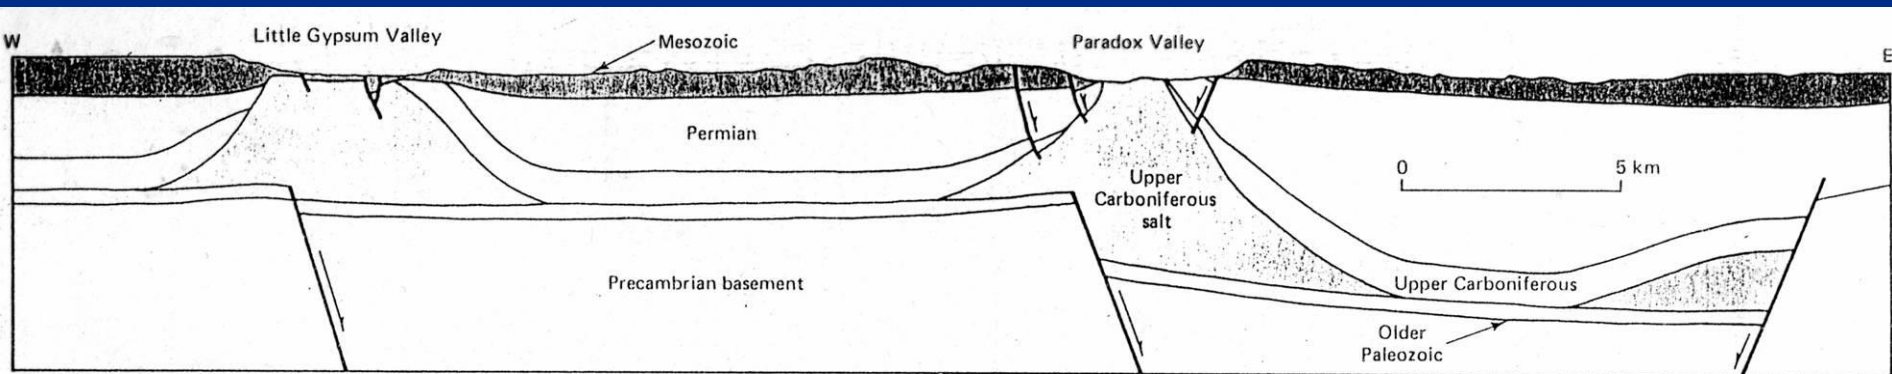 W
Little Gypsum Valley
Mesozoic
Paradox Valley
E
Permian
0 5 km
Upper
Carboniferous
salt
Precambrian basement
Upper Carboniferous
Older
Paleozoic